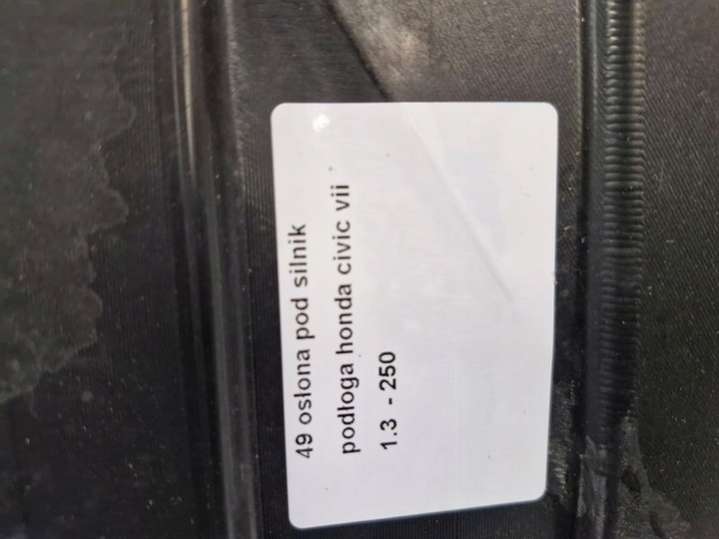 49 osłona pod silnik
podłoga honda civic vii
1.3 - 250